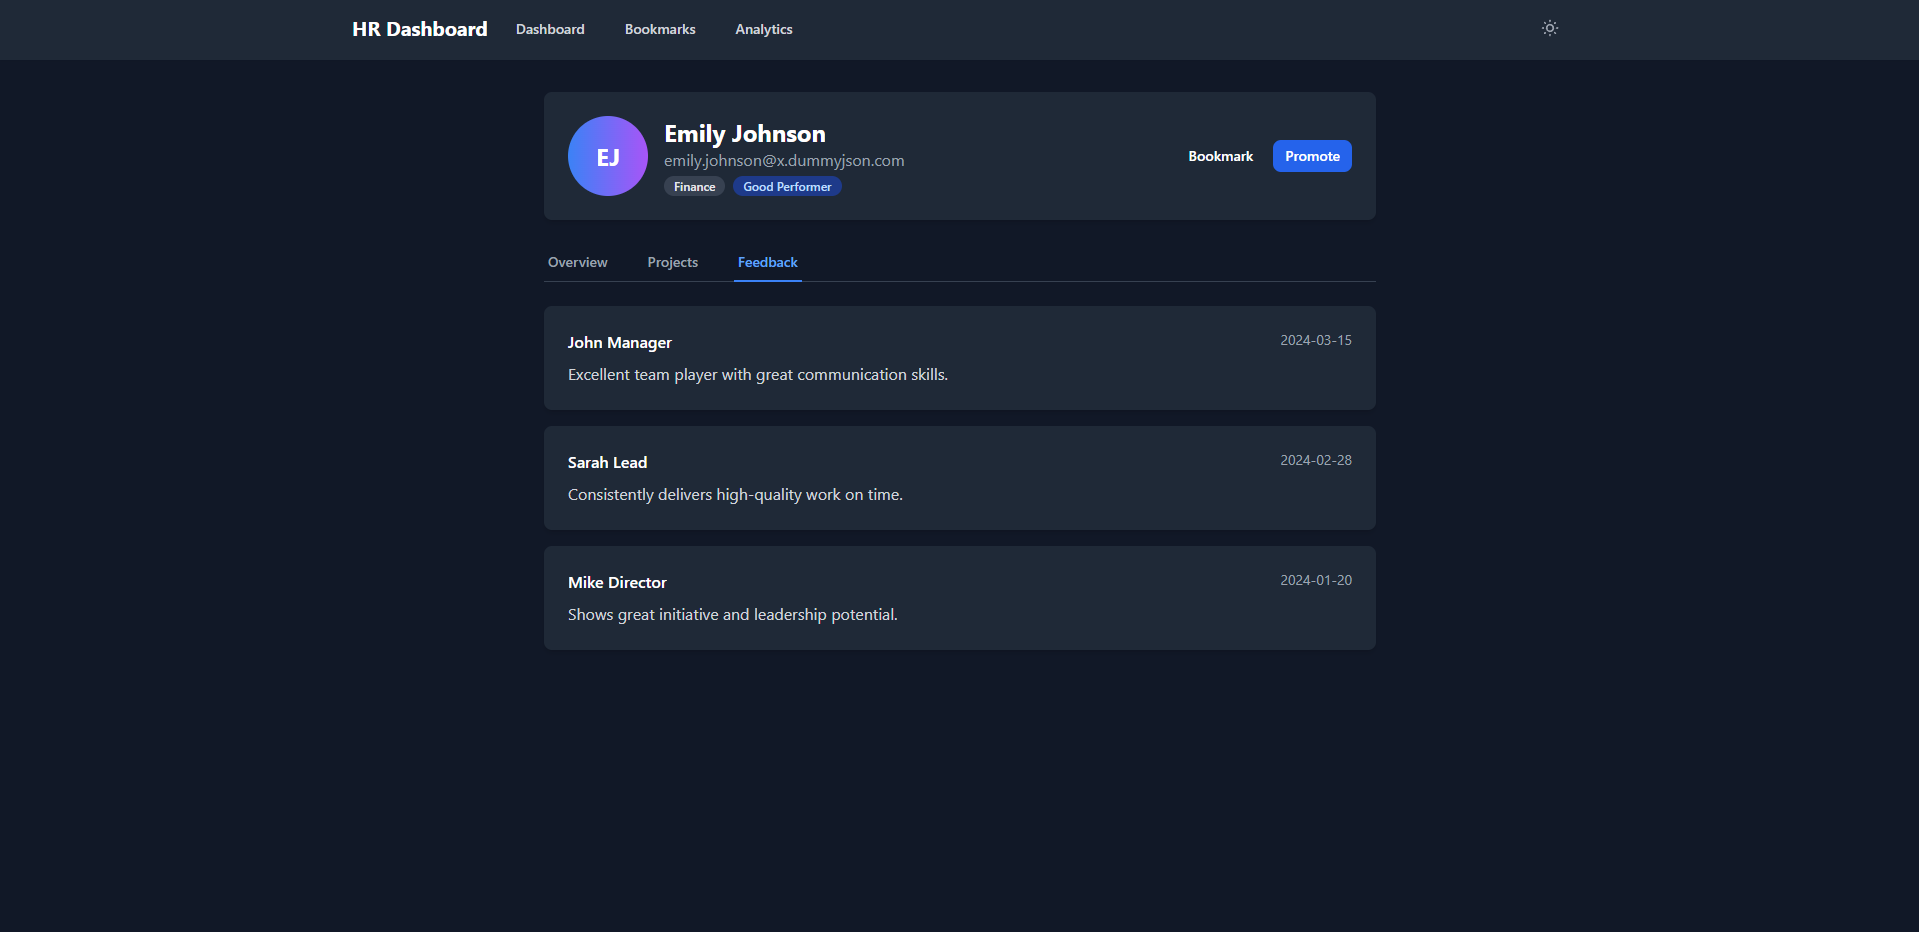 HR Dashboard Dashboard Bookmarks Analytics
EJ
Emily Johnson
emily.johnson@x.dummyjson.com
Finance Good Performer
Bookmark Promote
Overview Projects Feedback
John Manager 2024-03-15
Excellent team player with great communication skills.
Sarah Lead 2024-02-28
Consistently delivers high-quality work on time.
Mike Director 2024-01-20
Shows great initiative and leadership potential.